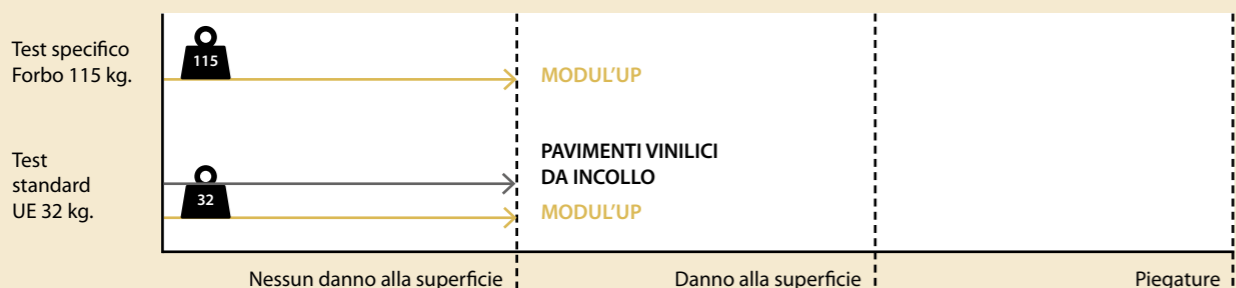 Test specifico
Forbo 115 kg.
115
MODUL'UP
Test
standard
UE 32 kg.
32
PAVIMENTI VINILICI
DA INCOLLO
MODUL'UP
Nessun danno alla superficie
Danno alla superficie
Piegature